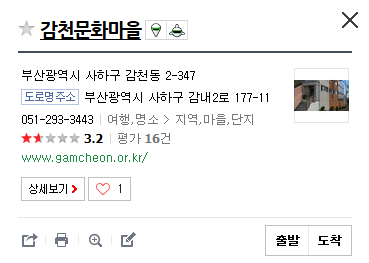 감천문화마을
부산광역시 사하구 감천동 2-347
도로명주소 부산광역시 사하구 감내2로 177-11
051-293-3443 | 여행,명소 > 지역,마을,단지
3.2 | 평가 16건
www.gamcheon.or.kr/
상세보기 > ♡ 1
출발 도착